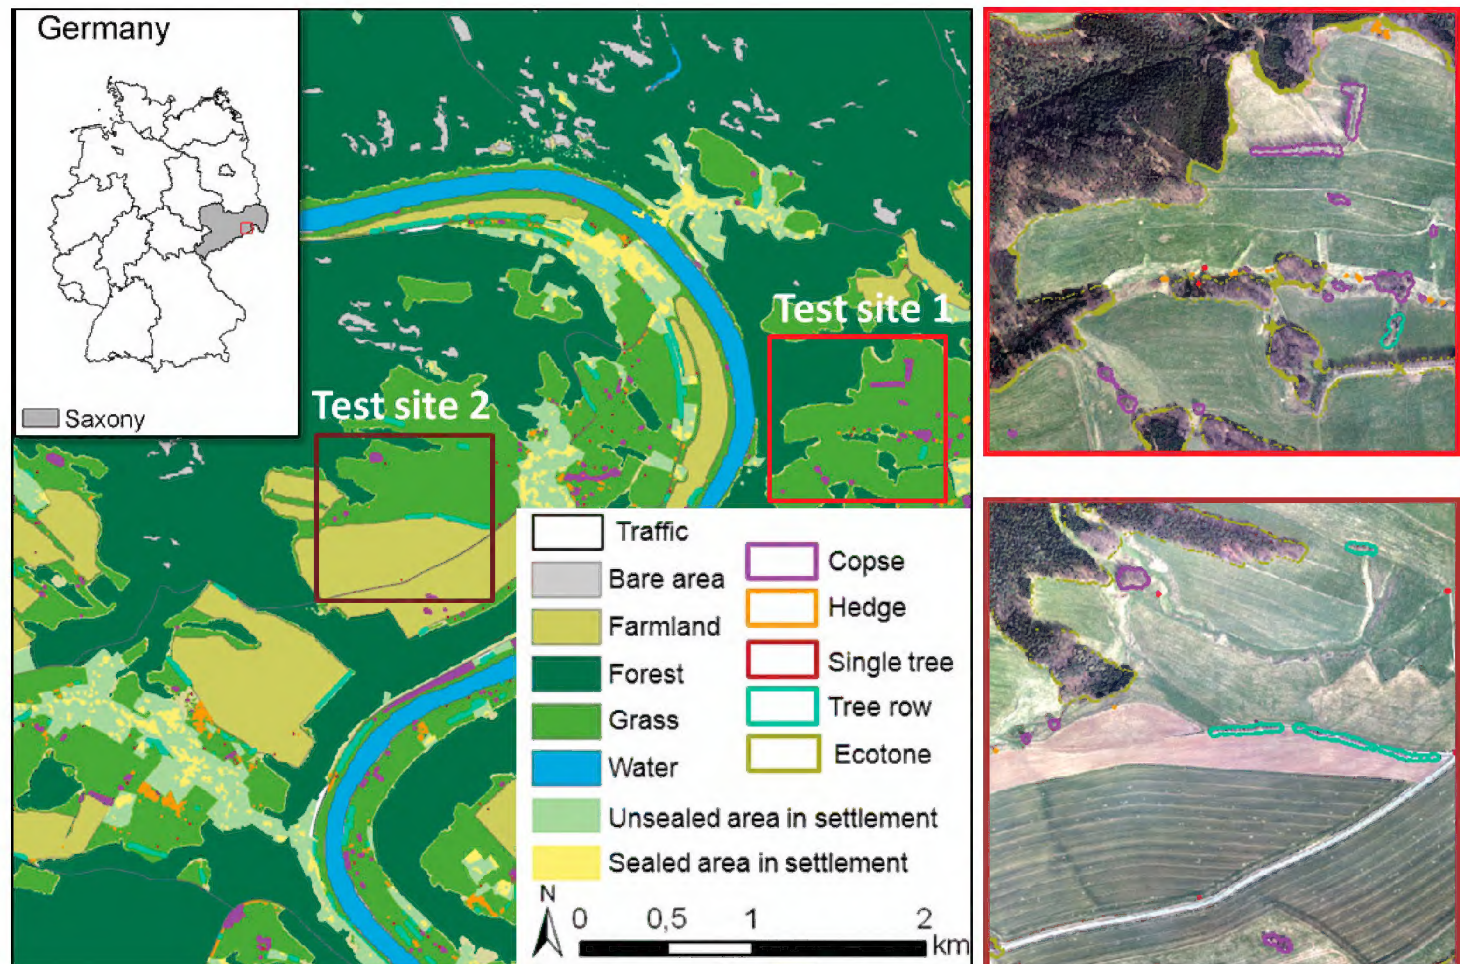 Germany
Saxony
Test site 1
Test site 2
Traffic
Bare area
Farmland
Forest
Grass
Water
Unsealed area in settlement
Sealed area in settlement
Copse
Hedge
Single tree
Tree row
Ecotone
N
0 0,5 1 2
km